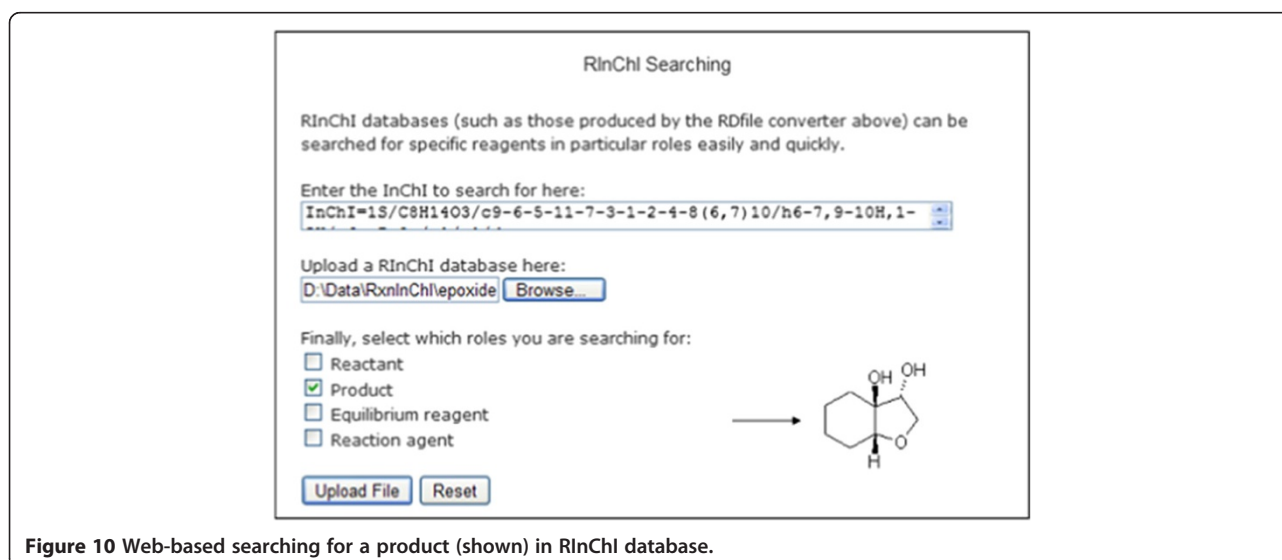 RInChI Searching
RInChI databases (such as those produced by the RDfile converter above) can be
searched for specific reagents in particular roles easily and quickly.
Enter the InChI to search for here:
InChI=1S/C8H14O3/c9-6-5-11-7-3-1-2-4-8(6,7)10/h6-7,9-10H,1-
Upload a RInChI database here:
D:\Data\RxnInChI\epoxide Browse...
Finally, select which roles you are searching for:
Reactant
Product
Equilibrium reagent
Reaction agent
OH OH
O
H
Upload File Reset
Figure 10 Web-based searching for a product (shown) in RInChI database.